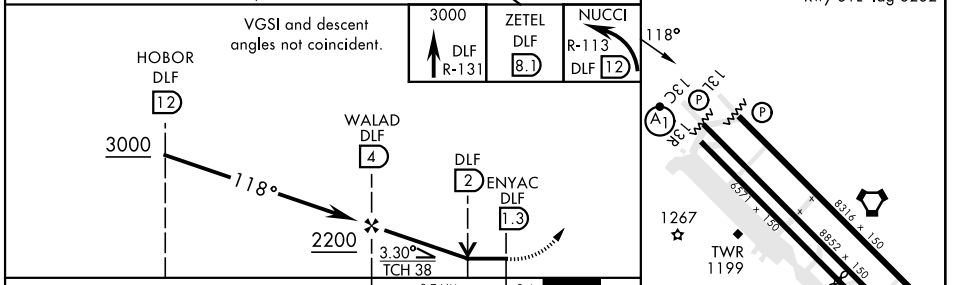 VGSI and descent
angles not coincident.
3000
DLF
R-131
ZETEL
DLF
8.1
NUCCI
R-113
DLF 12
118°
HOBOR
DLF
12
3000
118°
WALAD
DLF
4
2200
3.30°
TCH 38
DLF
2
ENYAC
DLF
1.3
13L
13C
13R
P
P
A1
6571 x 150
8852 x 150
8316 x 150
1267
TWR
1199